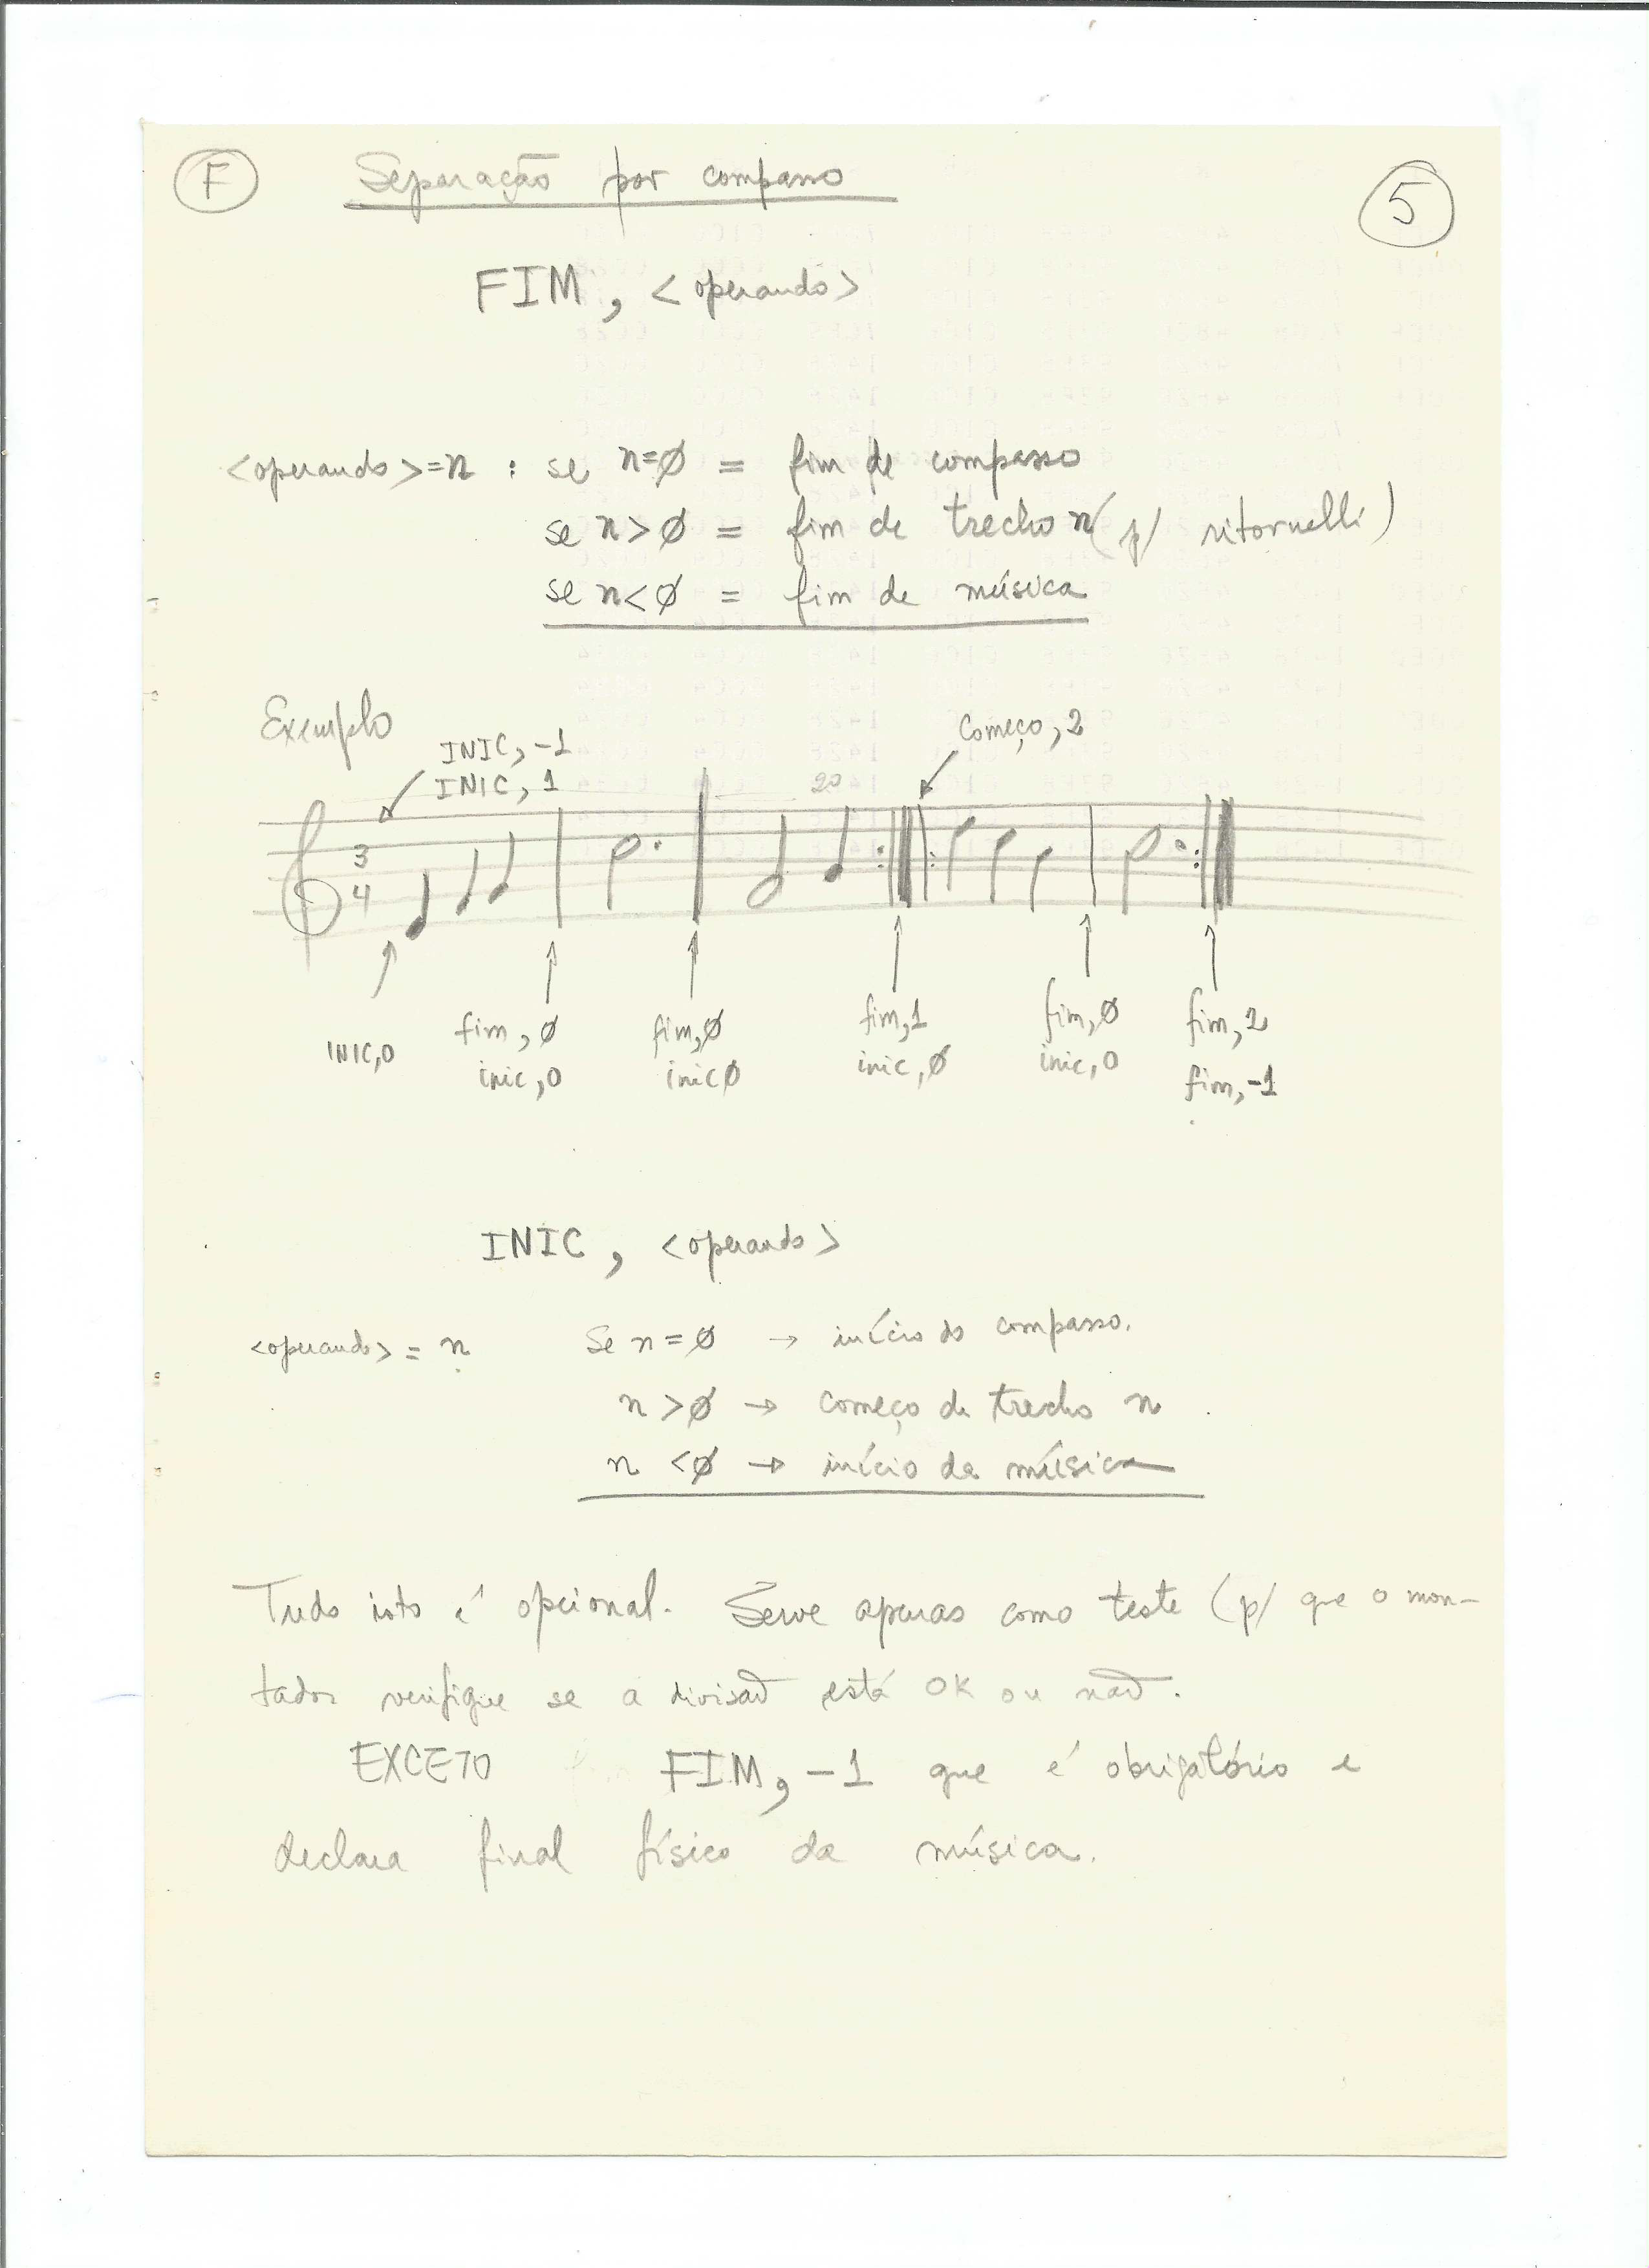 F Separação por compasso 5
FIM, <operando>
<operando>=n : se n=ø = fim de compasso
se n>ø = fim de trecho n (p/ ritornelli)
se n<ø = fim de música
Exemplo
INIC, -1
INIC, 1
Começo, 2
20
3
4
INIC,0
fim, ø
inic, 0
fim, ø
inic ø
fim, 1
inic, ø
fim, ø
inic, 0
fim, 2
fim, -1
INIC, <operando>
<operando> = n Se n = ø → início do compasso.
n > ø → começo de trecho n
n < ø → início da música
Tudo isto é opcional. Serve apenas como teste (p/ que o mon-
tador verifique se a divisão está OK ou não.
EXCETO FIM, -1 que é obrigatório e
declara final físico da música.